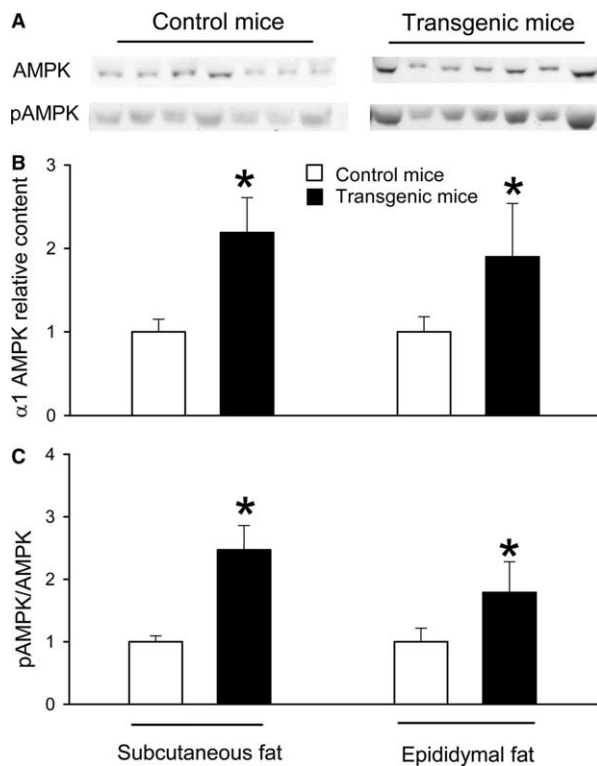 A
Control mice
Transgenic mice
AMPK
pAMPK
B
3
2
1
0
α1 AMPK relative content
Control mice
Transgenic mice
*
*
C
4
3
2
1
0
pAMPK/AMPK
*
*
Subcutaneous fat
Epididymal fat